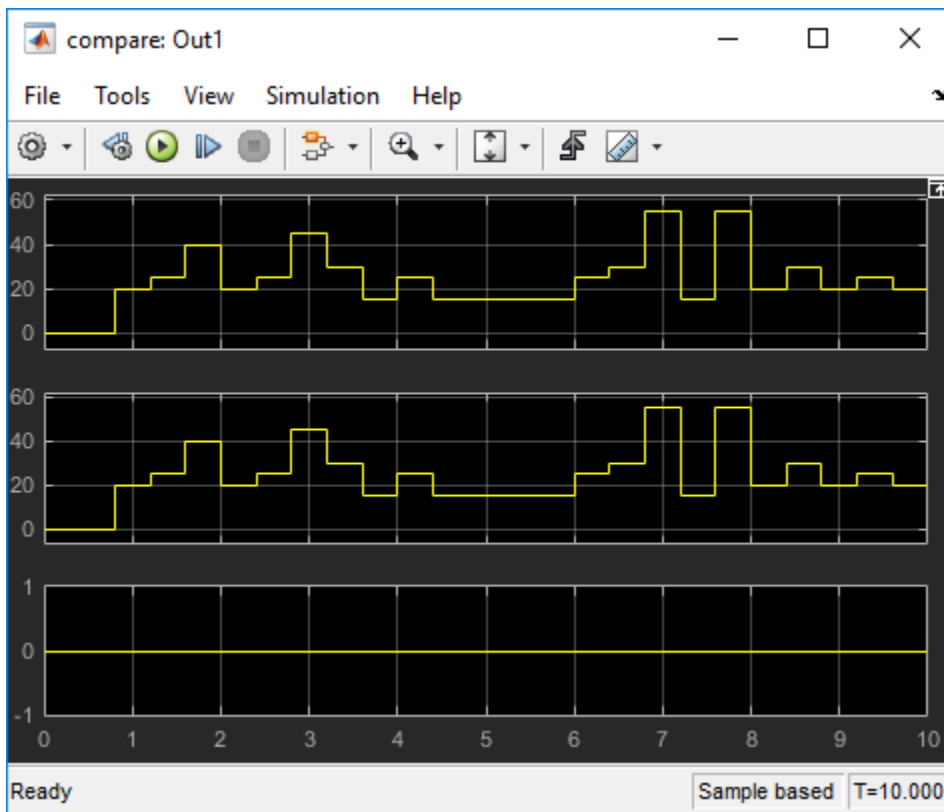 compare: Out1
File Tools View Simulation Help
60
40
20
0
60
40
20
0
1
0
-1
0 1 2 3 4 5 6 7 8 9 10
Ready Sample based T=10.000